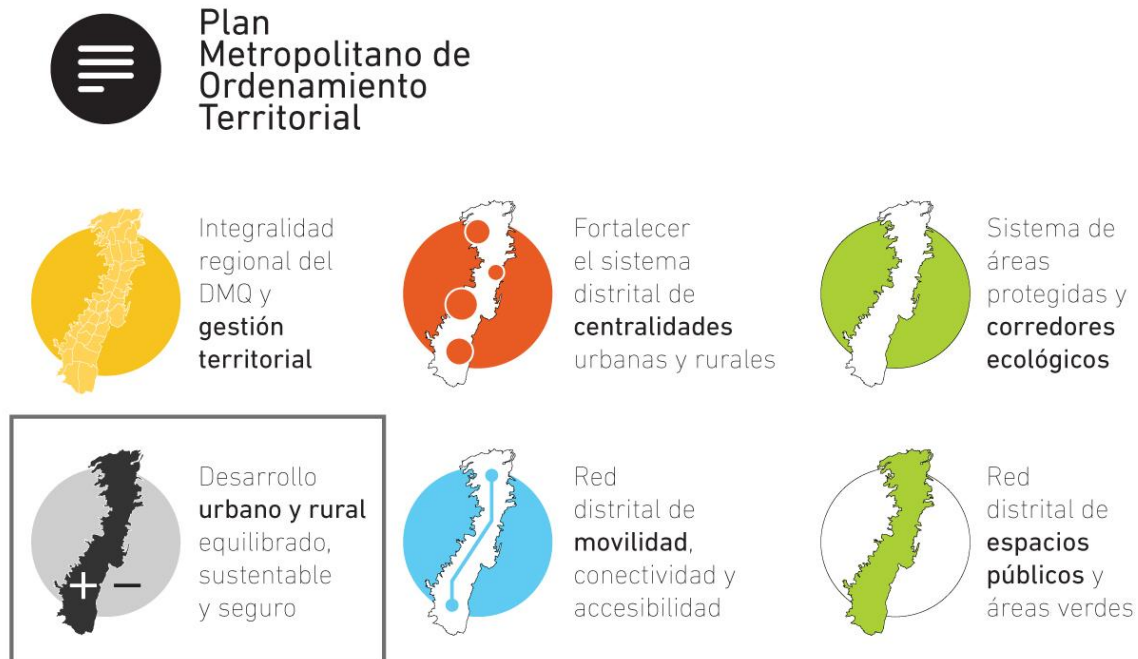 Plan
Metropolitano de
Ordenamiento
Territorial
Integralidad
regional del
DMQ y
gestión
territorial
Fortalecer
el sistema
distrital de
centralidades
urbanas y rurales
Sistema de
áreas
protegidas y
corredores
ecológicos
Desarrollo
urbano y rural
equilibrado,
sustentable
y seguro
Red
distrital de
movilidad,
conectividad y
accesibilidad
Red
distrital de
espacios
públicos y
áreas verdes